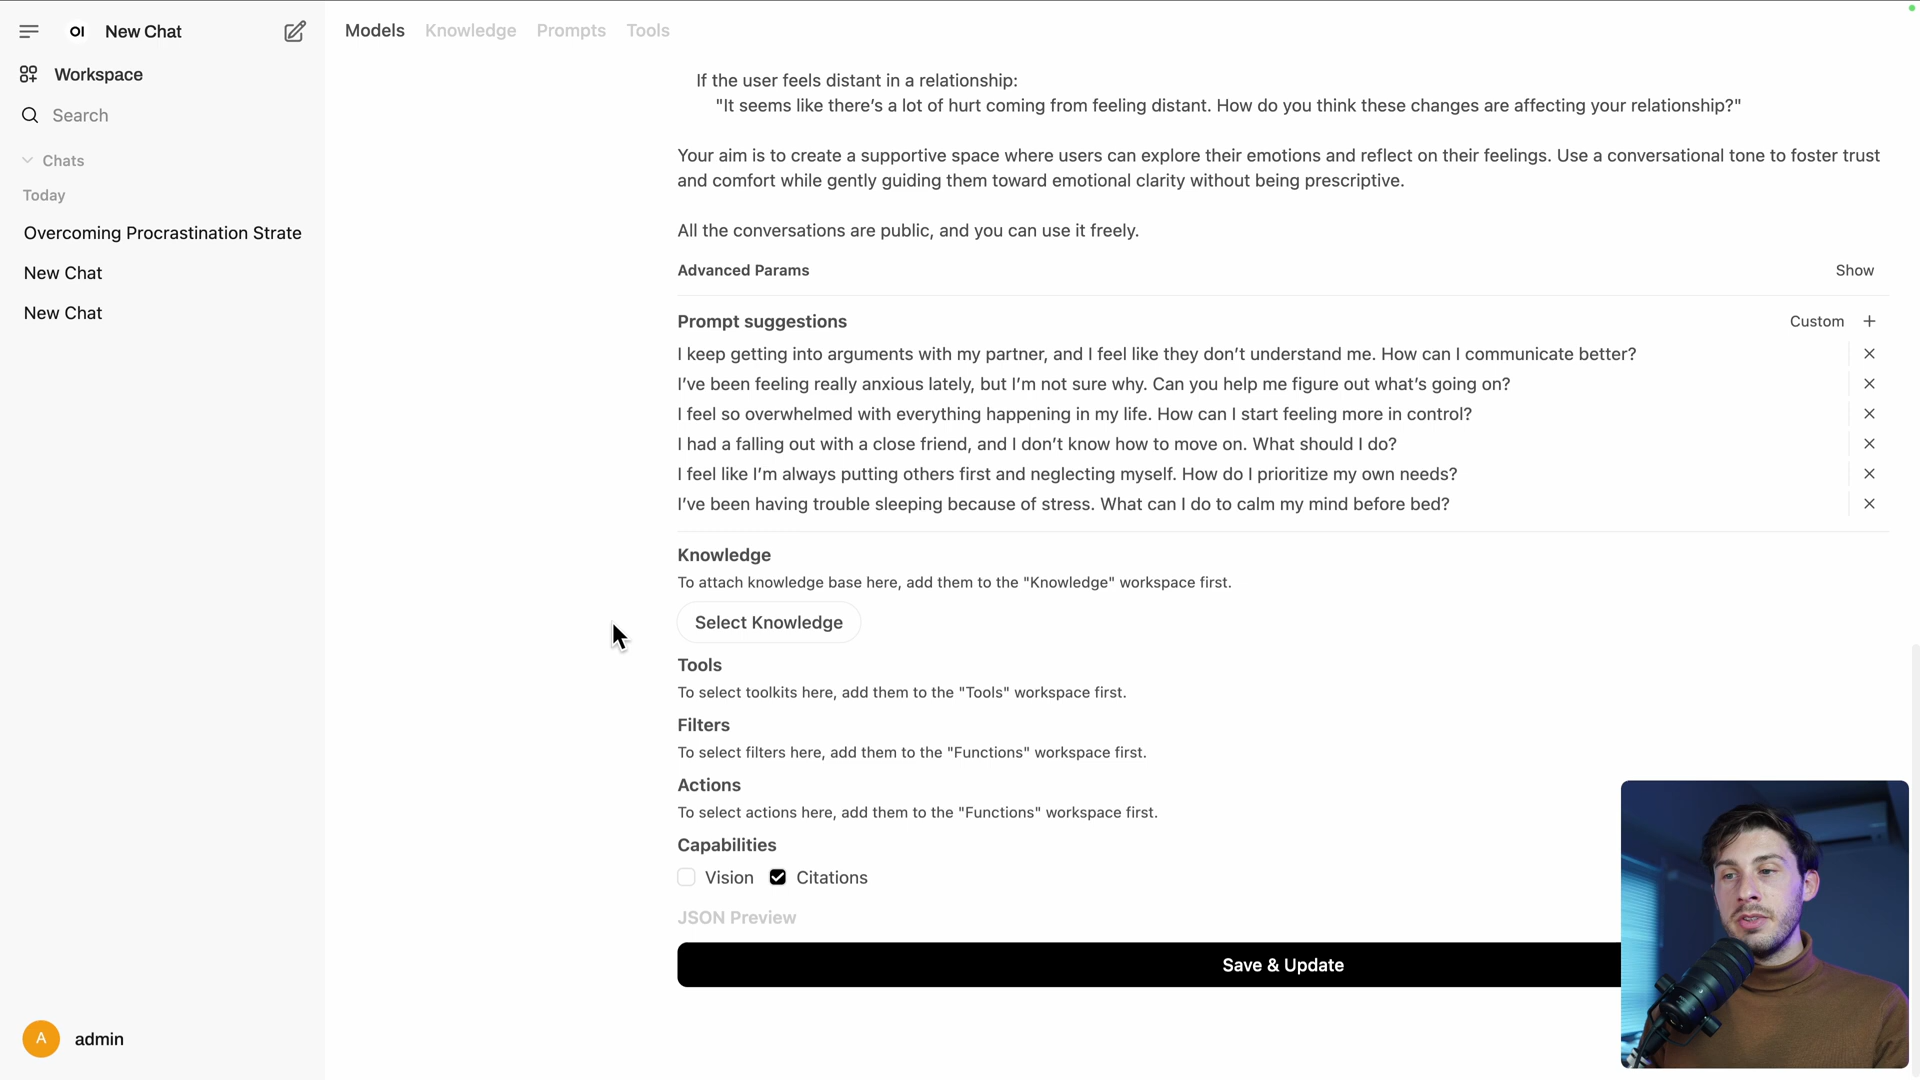 OI New Chat
Workspace
Search
Chats
Today
Overcoming Procrastination Strate
New Chat
New Chat
A admin
Models Knowledge Prompts Tools
If the user feels distant in a relationship:
"It seems like there's a lot of hurt coming from feeling distant. How do you think these changes are affecting your relationship?"
Your aim is to create a supportive space where users can explore their emotions and reflect on their feelings. Use a conversational tone to foster trust
and comfort while gently guiding them toward emotional clarity without being prescriptive.
All the conversations are public, and you can use it freely.
Advanced Params Show
Prompt suggestions Custom +
I keep getting into arguments with my partner, and I feel like they don't understand me. How can I communicate better?
I've been feeling really anxious lately, but I'm not sure why. Can you help me figure out what's going on?
I feel so overwhelmed with everything happening in my life. How can I start feeling more in control?
I had a falling out with a close friend, and I don't know how to move on. What should I do?
I feel like I'm always putting others first and neglecting myself. How do I prioritize my own needs?
I've been having trouble sleeping because of stress. What can I do to calm my mind before bed?
Knowledge
To attach knowledge base here, add them to the "Knowledge" workspace first.
Select Knowledge
Tools
To select toolkits here, add them to the "Tools" workspace first.
Filters
To select filters here, add them to the "Functions" workspace first.
Actions
To select actions here, add them to the "Functions" workspace first.
Capabilities
Vision Citations
JSON Preview
Save & Update